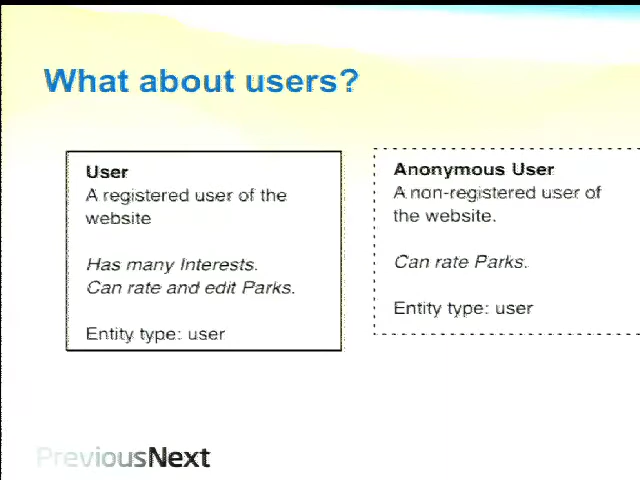 What about users?
User
A registered user of the
website
Has many Interests.
Can rate and edit Parks.
Entity type: user
Anonymous User
A non-registered user of
the website.
Can rate Parks.
Entity type: user
PreviousNext